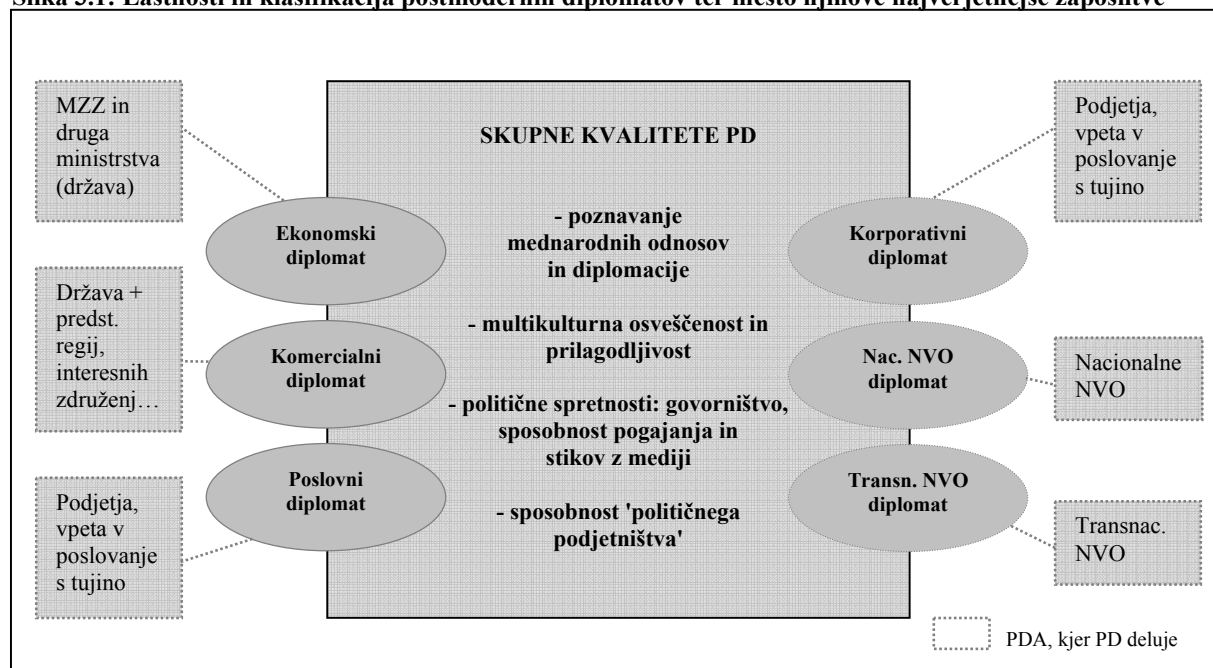 Slika 3.1: Lastnosti in klasifikacija postmodernih diplomatov ter mesto njihove najverjetnejše zaposlitve
MZZ in
druga
ministrstva
(država)
Država +
predst.
regij,
interesnih
združenj…
Podjetja,
vpeta v
poslovanje
s tujino
Ekonomski
diplomat
Komercialni
diplomat
Poslovni
diplomat
SKUPNE KVALITETE PD
- poznavanje
mednarodnih odnosov
in diplomacije
- multikulturna osveščenost in
prilagodljivost
- politične spretnosti: govorništvo,
sposobnost pogajanja in
stikov z mediji
- sposobnost 'političnega
podjetništva'
Korporativni
diplomat
Nac. NVO
diplomat
Transn. NVO
diplomat
Podjetja,
vpeta v
poslovanje
s tujino
Nacionalne
NVO
Transnac.
NVO
PDA, kjer PD deluje